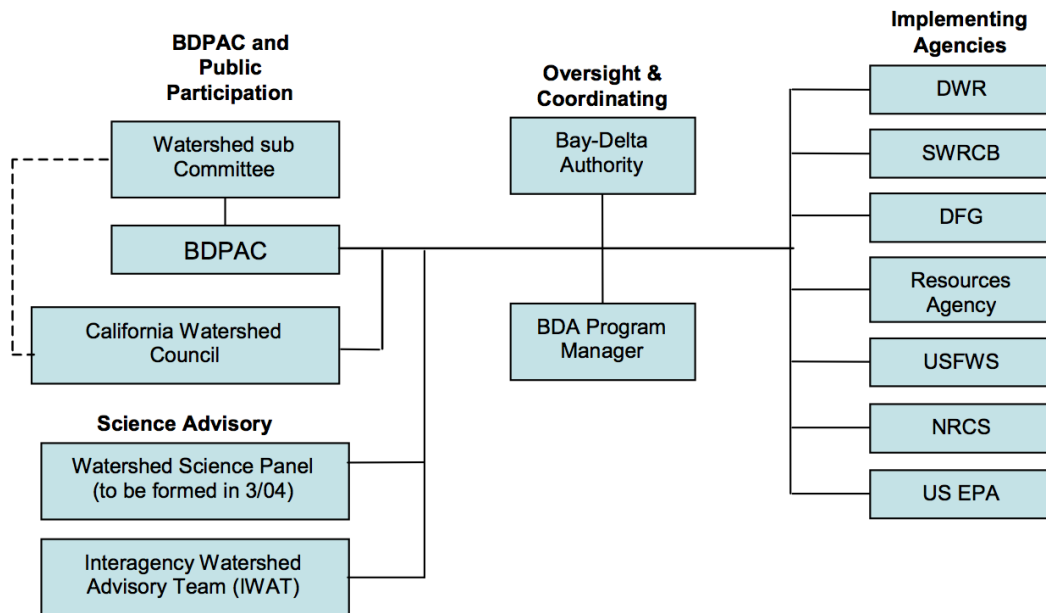 BDPAC and
Public
Participation
Watershed sub
Committee
BDPAC
California Watershed
Council
Science Advisory
Watershed Science Panel
(to be formed in 3/04)
Interagency Watershed
Advisory Team (IWAT)
Oversight &
Coordinating
Bay-Delta
Authority
BDA Program
Manager
Implementing
Agencies
DWR
SWRCB
DFG
Resources
Agency
USFWS
NRCS
US EPA